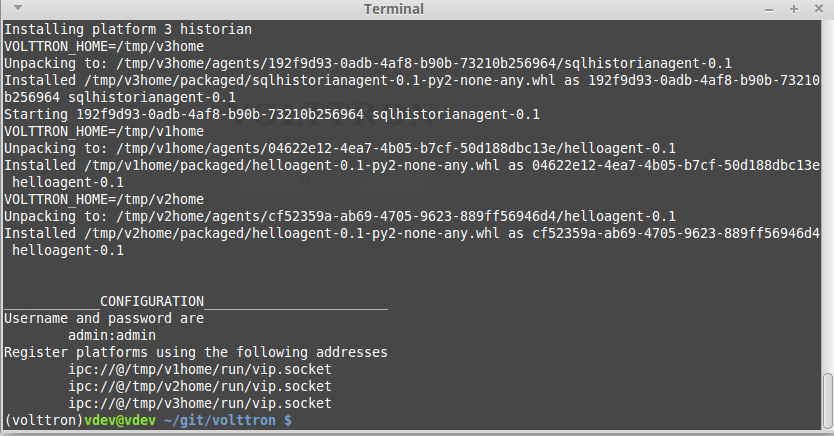 Terminal
Installing platform 3 historian
VOLTTRON_HOME=/tmp/v3home
Unpacking to: /tmp/v3home/agents/192f9d93-0adb-4af8-b90b-73210b256964/sqlhistorianagent-0.1
Installed /tmp/v3home/packaged/sqlhistorianagent-0.1-py2-none-any.whl as 192f9d93-0adb-4af8-b90b-73210
b256964 sqlhistorianagent-0.1
Starting 192f9d93-0adb-4af8-b90b-73210b256964 sqlhistorianagent-0.1
VOLTTRON_HOME=/tmp/v1home
Unpacking to: /tmp/v1home/agents/04622e12-4ea7-4b05-b7cf-50d188dbc13e/helloagent-0.1
Installed /tmp/v1home/packaged/helloagent-0.1-py2-none-any.whl as 04622e12-4ea7-4b05-b7cf-50d188dbc13e
helloagent-0.1
VOLTTRON_HOME=/tmp/v2home
Unpacking to: /tmp/v2home/agents/cf52359a-ab69-4705-9623-889ff56946d4/helloagent-0.1
Installed /tmp/v2home/packaged/helloagent-0.1-py2-none-any.whl as cf52359a-ab69-4705-9623-889ff56946d4
helloagent-0.1
____________CONFIGURATION_______________________
Username and password are
admin:admin
Register platforms using the following addresses
ipc://@/tmp/v1home/run/vip.socket
ipc://@/tmp/v2home/run/vip.socket
ipc://@/tmp/v3home/run/vip.socket
(volttron)vdev@vdev ~/git/volttron $